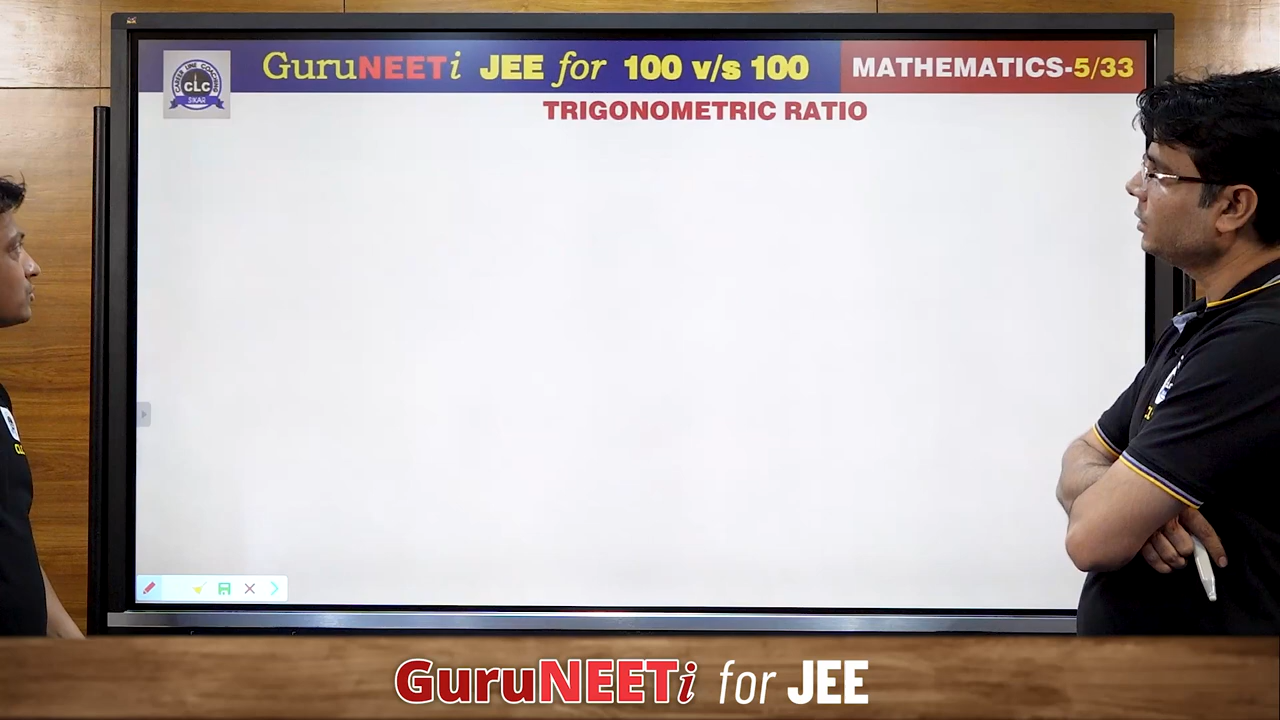 GuruNEETi JEE for 100 v/s 100
MATHEMATICS-5/33
CAREER LINE COACHING
CLC
SIKAR
TRIGONOMETRIC RATIO
GuruNEETi for JEE